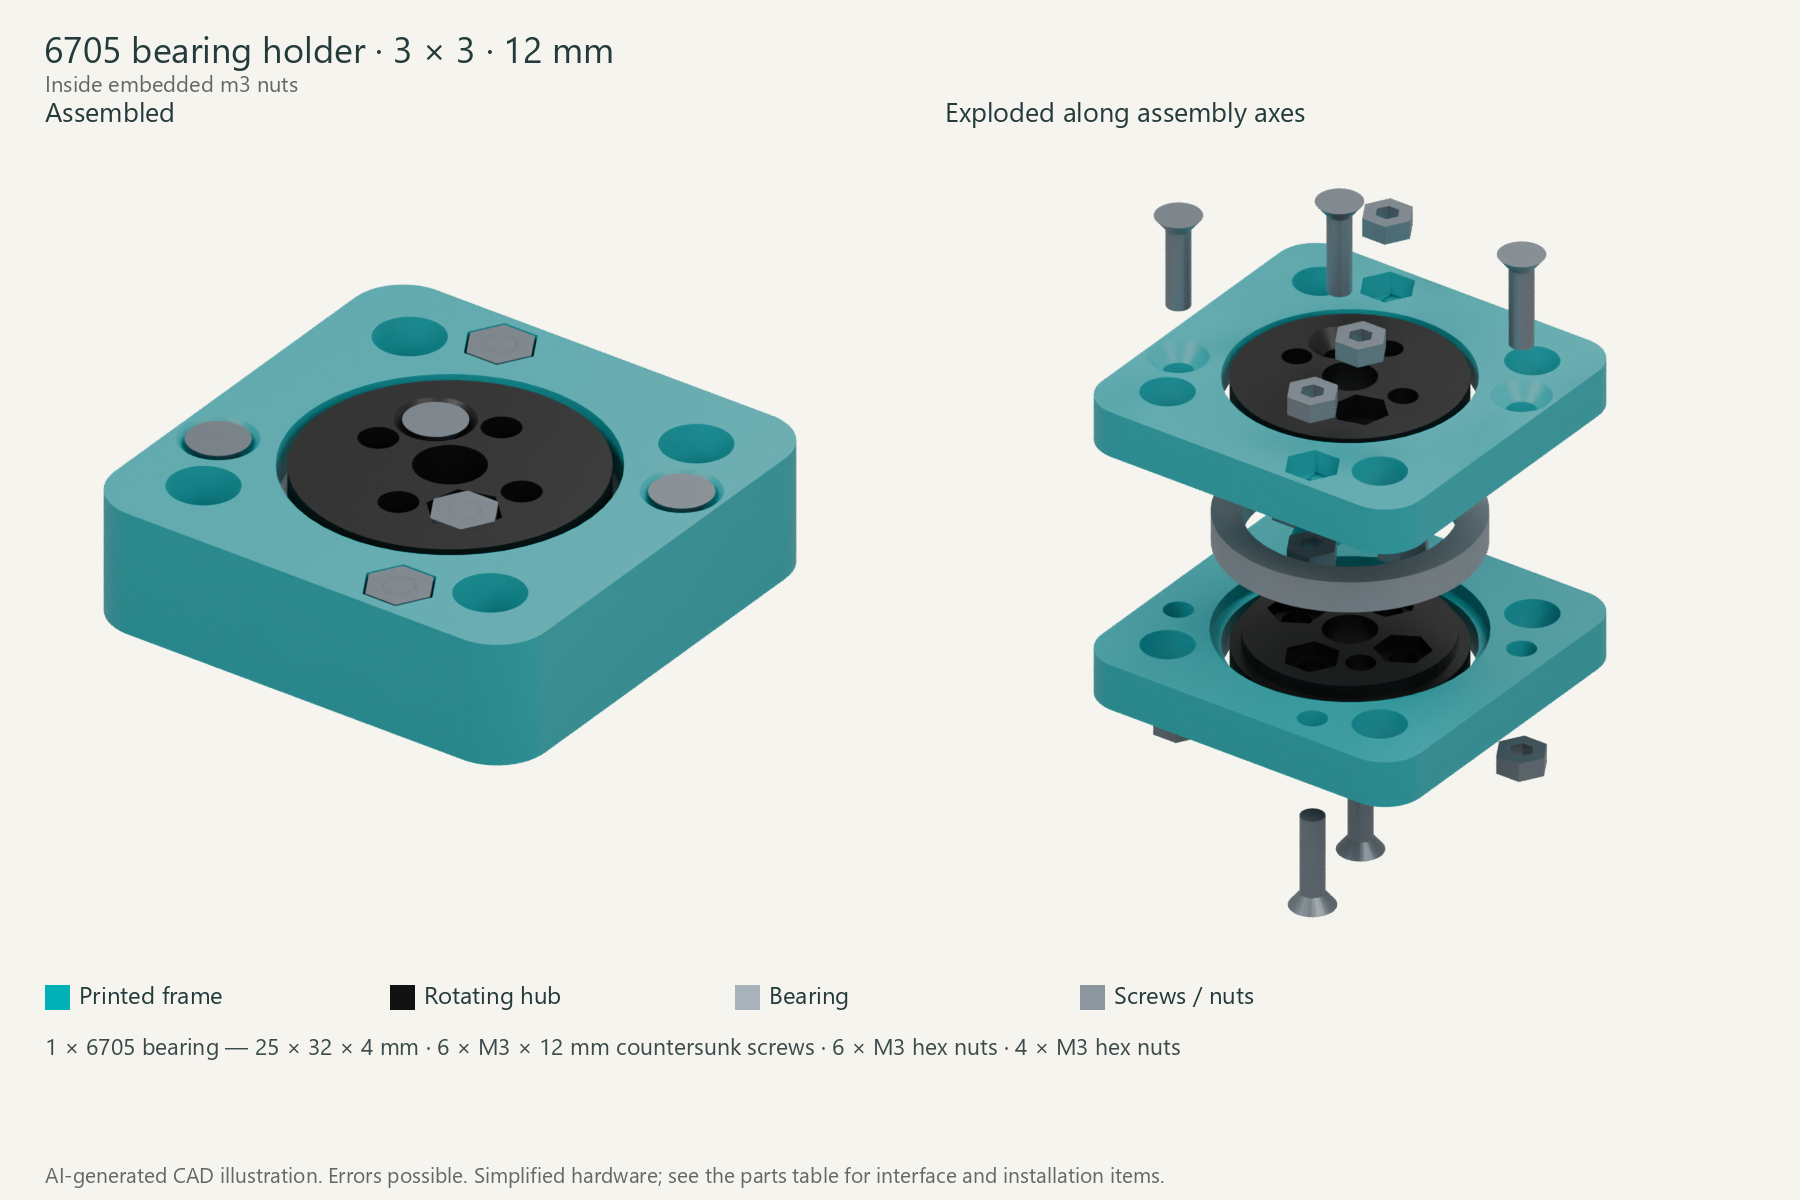 6705 bearing holder · 3 × 3 · 12 mm
Inside embedded m3 nuts
Assembled
Exploded along assembly axes
Printed frame
Rotating hub
Bearing
Screws / nuts
1 × 6705 bearing — 25 × 32 × 4 mm · 6 × M3 × 12 mm countersunk screws · 6 × M3 hex nuts · 4 × M3 hex nuts
AI-generated CAD illustration. Errors possible. Simplified hardware; see the parts table for interface and installation items.